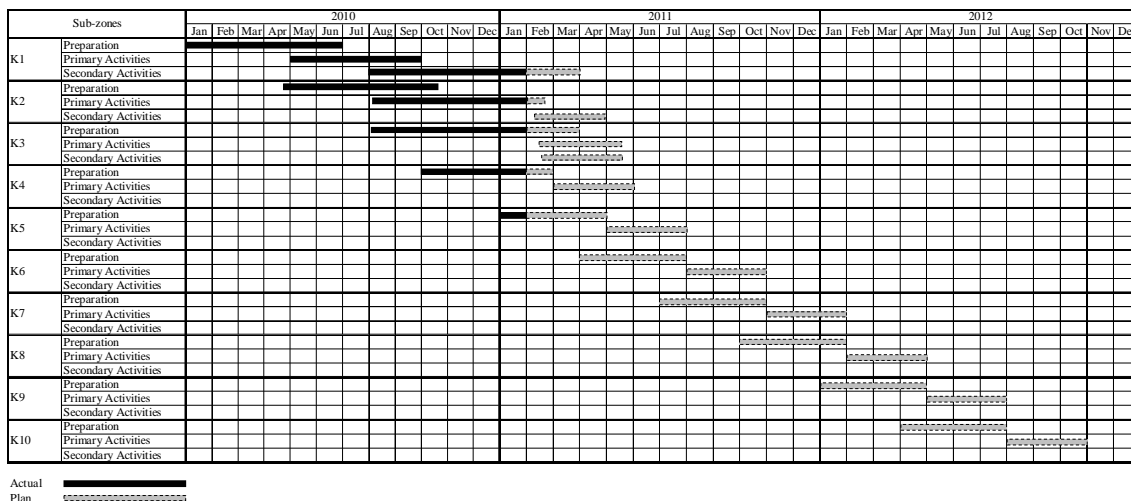 Sub-zones 2010 2011 2012
Jan Feb Mar Apr May Jun Jul Aug Sep Oct Nov Dec Jan Feb Mar Apr May Jun Jul Aug Sep Oct Nov Dec Jan Feb Mar Apr May Jun Jul Aug Sep Oct Nov De
K1
Preparation
Primary Activities
Secondary Activities
K2
Preparation
Primary Activities
Secondary Activities
K3
Preparation
Primary Activities
Secondary Activities
K4
Preparation
Primary Activities
Secondary Activities
K5
Preparation
Primary Activities
Secondary Activities
K6
Preparation
Primary Activities
Secondary Activities
K7
Preparation
Primary Activities
Secondary Activities
K8
Preparation
Primary Activities
Secondary Activities
K9
Preparation
Primary Activities
Secondary Activities
K10
Preparation
Primary Activities
Secondary Activities
Actual
Plan